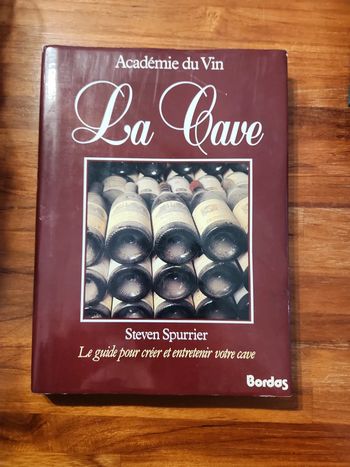 Académie du Vin
La Cave
Steven Spurrier
Le guide pour créer et entretenir votre cave
Bordas